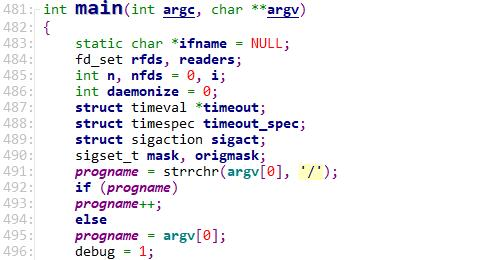 481: int main(int argc, char **argv)
482: {
483: static char *ifname = NULL;
484: fd_set rfds, readers;
485: int n, nfds = 0, i;
486: int daemonize = 0;
487: struct timeval *timeout;
488: struct timespec timeout_spec;
489: struct sigaction sigact;
490: sigset_t mask, origmask;
491: progname = strrchr(argv[0], '/');
492: if (progname)
493: progname++;
494: else
495: progname = argv[0];
496: debug = 1;